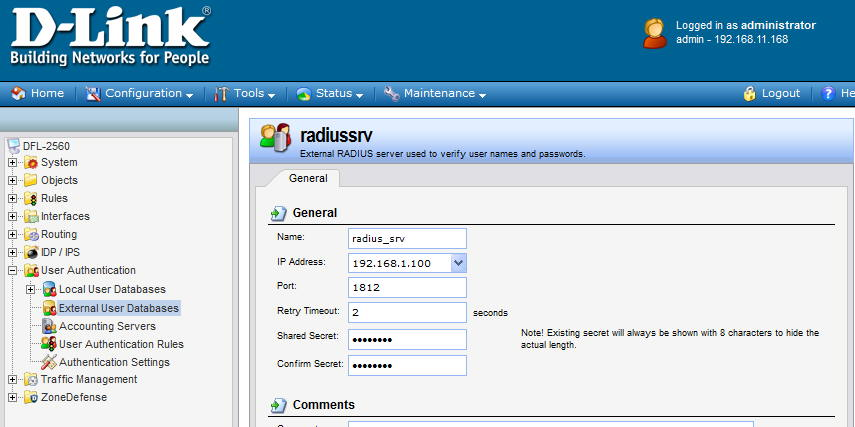 D-Link®
Building Networks for People
Logged in as administrator
admin - 192.168.11.168
Home Configuration Tools Status Maintenance Logout He
DFL-2560
System
Objects
Rules
Interfaces
Routing
IDP / IPS
User Authentication
Local User Databases
External User Databases
Accounting Servers
User Authentication Rules
Authentication Settings
Traffic Management
ZoneDefense
radiussrv
External RADIUS server used to verify user names and passwords.
General
General
Name: radius_srv
IP Address: 192.168.1.100
Port: 1812
Retry Timeout: 2 seconds
Shared Secret: ••••••••
Note! Existing secret will always be shown with 8 characters to hide the
actual length.
Confirm Secret: ••••••••
Comments